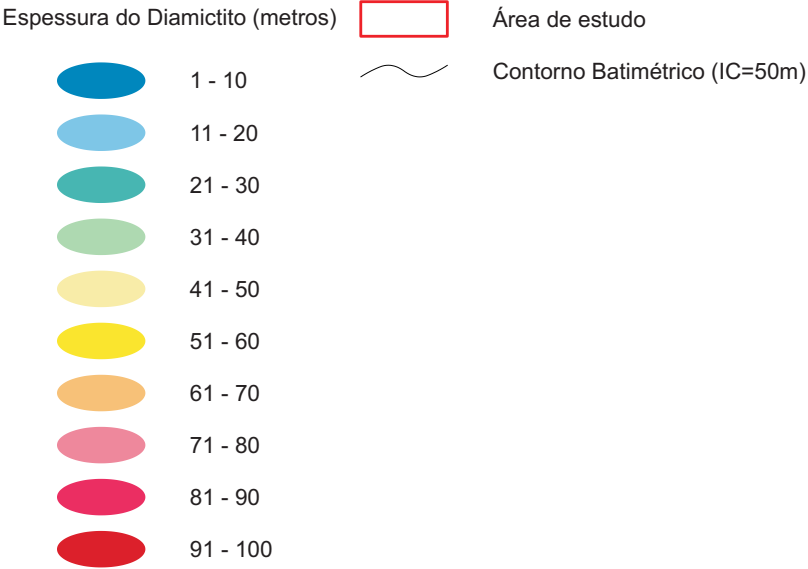 Espessura do Diamictito (metros)
1 - 10
11 - 20
21 - 30
31 - 40
41 - 50
51 - 60
61 - 70
71 - 80
81 - 90
91 - 100
Área de estudo
Contorno Batimétrico (IC=50m)